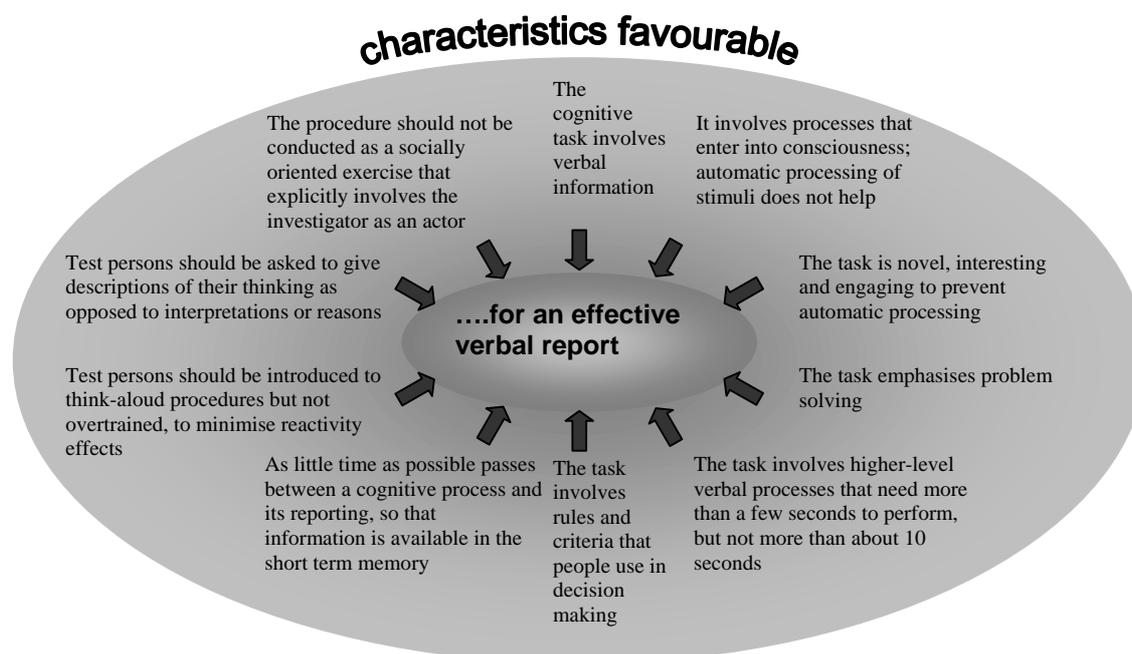 characteristics favourable
The
cognitive
task involves
verbal
information
The procedure should not be
conducted as a socially
oriented exercise that
explicitly involves the
investigator as an actor
It involves processes that
enter into consciousness;
automatic processing of
stimuli does not help
Test persons should be asked to give
descriptions of their thinking as
opposed to interpretations or reasons
The task is novel, interesting
and engaging to prevent
automatic processing
….for an effective
verbal report
Test persons should be introduced to
think-aloud procedures but not
overtrained, to minimise reactivity
effects
The task emphasises problem
solving
As little time as possible passes
between a cognitive process and
its reporting, so that
information is available in the
short term memory
The task
involves
rules and
criteria that
people use in
decision
making
The task involves higher-level
verbal processes that need more
than a few seconds to perform,
but not more than about 10
seconds